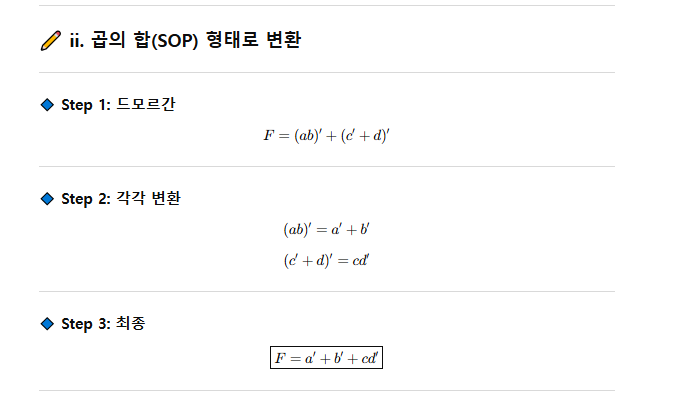 ✏️ ii. 곱의 합(SOP) 형태로 변환
🔷 Step 1: 드모르간
F = (ab)′ + (c′ + d)′
🔷 Step 2: 각각 변환
(ab)′ = a′ + b′
(c′ + d)′ = cd′
🔷 Step 3: 최종
F = a′ + b′ + cd′